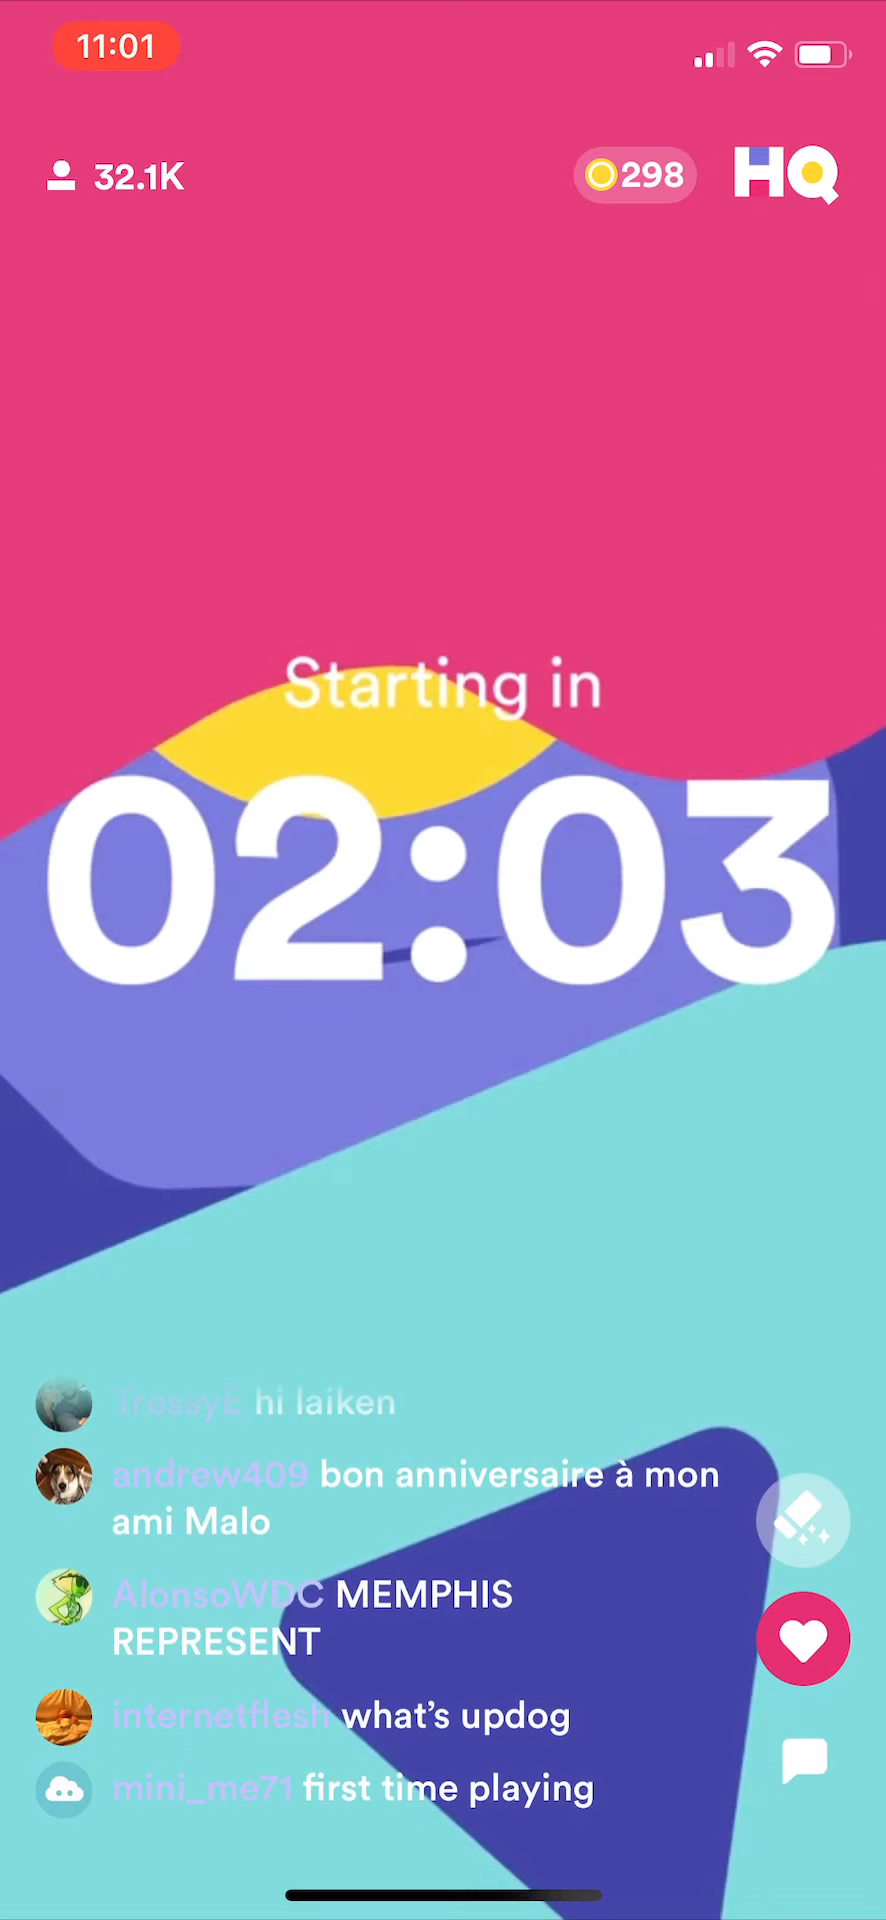 11:01
32.1K
298 HQ
Starting in
02:03
TressyE hi laiken
andrew409 bon anniversaire à mon
ami Malo
AlonsoWDC MEMPHIS
REPRESENT
internetflesh what’s updog
mini_me71 first time playing